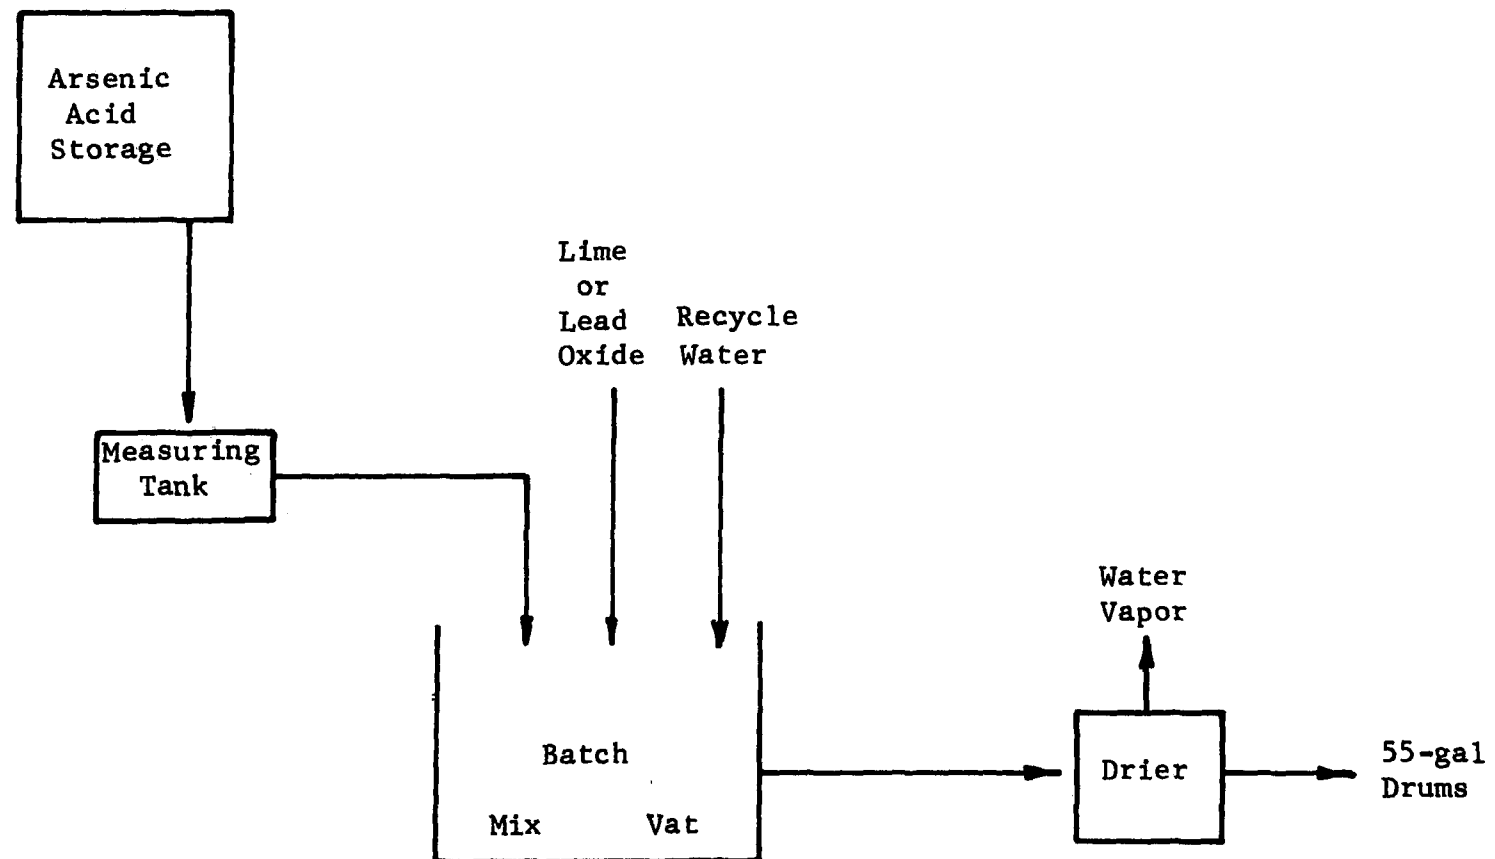 Arsenic
Acid
Storage
Lime
or
Lead
Oxide
Recycle
Water
Measuring
Tank
Water
Vapor
Batch
Mix Vat
Drier
55-gal
Drums